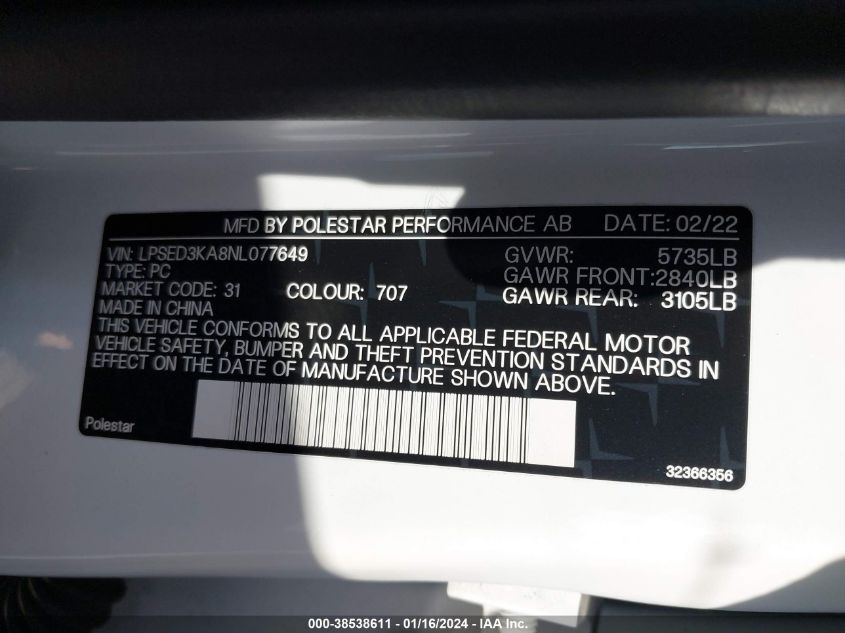 MFD BY POLESTAR PERFORMANCE AB DATE: 02/22
VIN: LPSED3KA8NL077649 GVWR: 5735LB
TYPE: PC GAWR FRONT: 2840LB
MARKET CODE: 31 COLOUR: 707 GAWR REAR: 3105LB
MADE IN CHINA
THIS VEHICLE CONFORMS TO ALL APPLICABLE FEDERAL MOTOR
VEHICLE SAFETY, BUMPER AND THEFT PREVENTION STANDARDS IN
EFFECT ON THE DATE OF MANUFACTURE SHOWN ABOVE.
Polestar
32366356
000-38538611 - 01/16/2024 - IAA Inc.